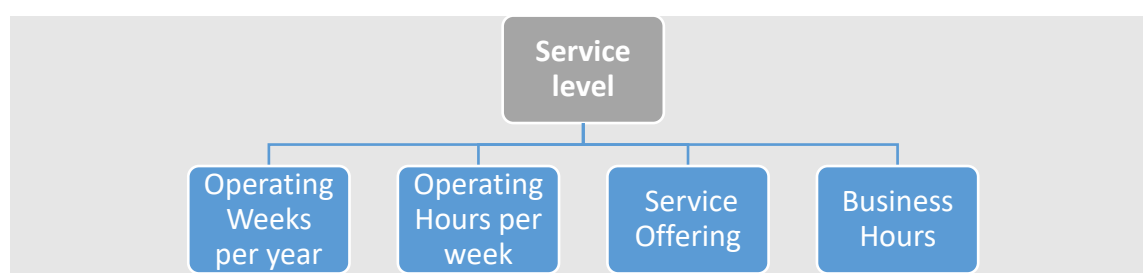 Service
level
Operating
Weeks
per year
Operating
Hours per
week
Service
Offering
Business
Hours